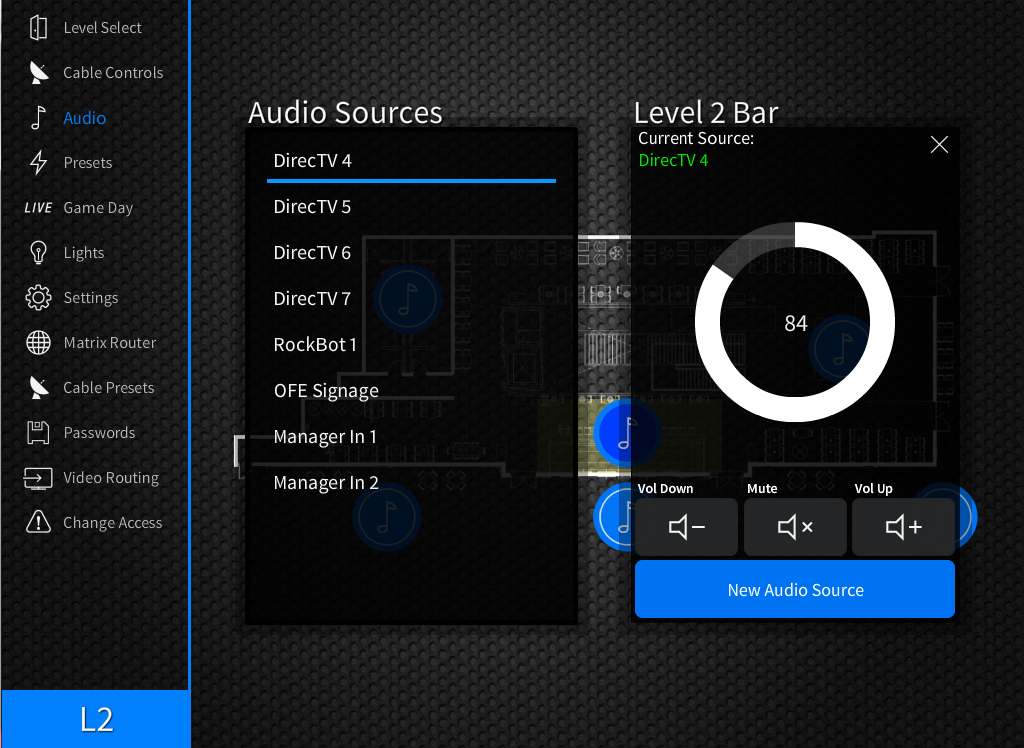 Level Select
Cable Controls
Audio
Presets
LIVE Game Day
Lights
Settings
Matrix Router
Cable Presets
Passwords
Video Routing
Change Access
L2
Audio Sources
DirecTV 4
DirecTV 5
DirecTV 6
DirecTV 7
RockBot 1
OFE Signage
Manager In 1
Manager In 2
Level 2 Bar
Current Source:
DirecTV 4
84
Vol Down
Mute
Vol Up
New Audio Source